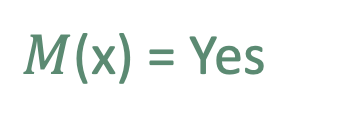 M(x) = Yes